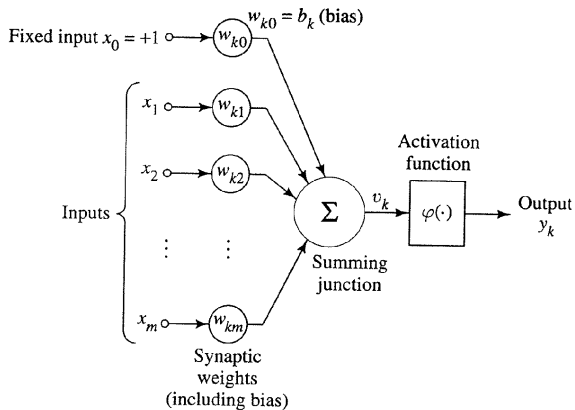 w_k0 = b_k (bias)
Fixed input x_0 = +1
w_k0
x_1
w_k1
x_2
w_k2
Inputs
⋮ ⋮
x_m
w_km
Σ
Summing
junction
v_k
Activation
function
φ(·)
Output
y_k
Synaptic
weights
(including bias)